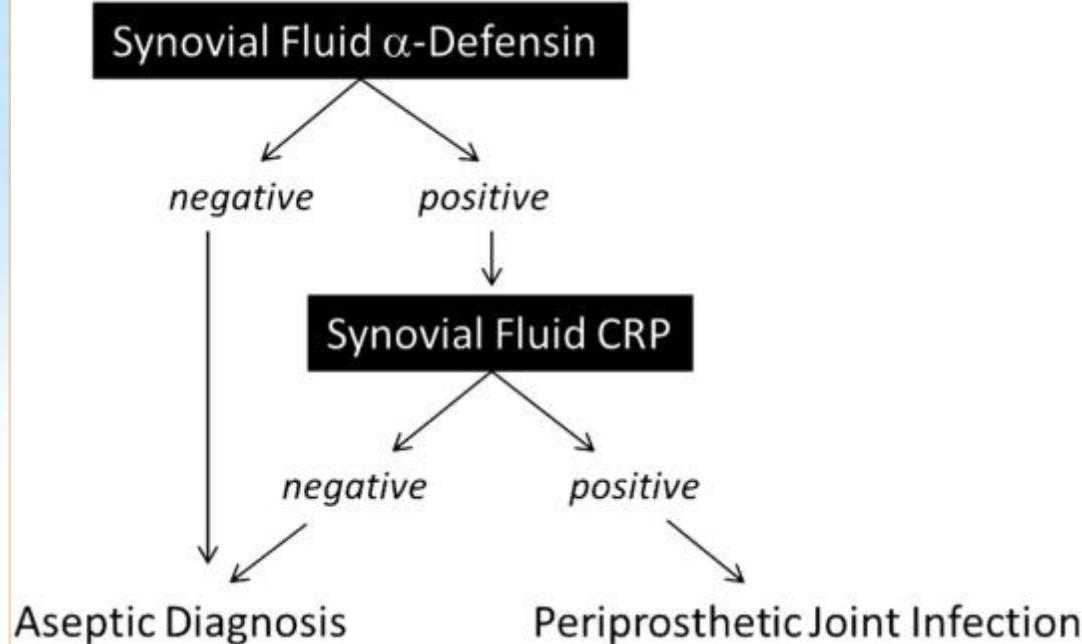 Synovial Fluid α-Defensin
negative
positive
Synovial Fluid CRP
negative
positive
Aseptic Diagnosis
Periprosthetic Joint Infection